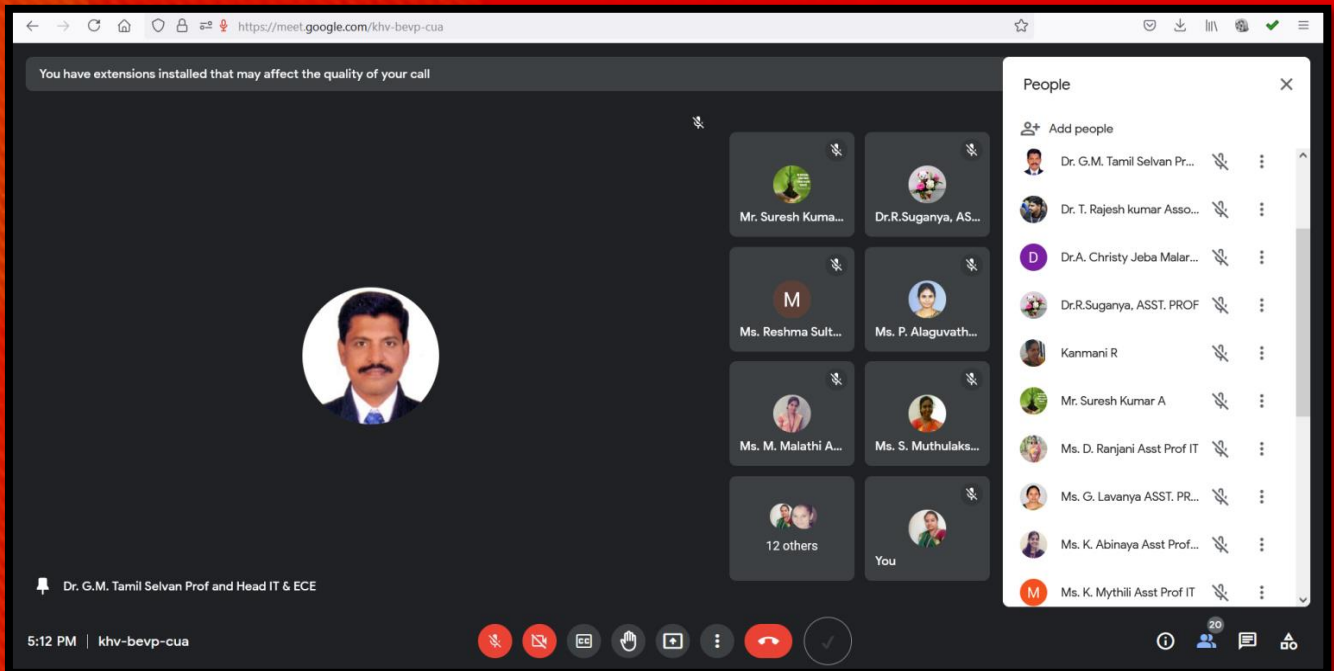 https://meet.google.com/khv-bevp-cua
You have extensions installed that may affect the quality of your call
People
Add people
Dr. G.M. Tamil Selvan Pr...
Dr. T. Rajesh kumar Asso...
D
Dr.A. Christy Jeba Malar...
Dr.R.Suganya, ASST. PROF
Kanmani R
Mr. Suresh Kumar A
Ms. D. Ranjani Asst Prof IT
Ms. G. Lavanya ASST. PR...
Ms. K. Abinaya Asst Prof...
M
Ms. K. Mythili Asst Prof IT
Mr. Suresh Kuma...
Dr.R.Suganya, AS...
M
Ms. Reshma Sult...
Ms. P. Alaguvath...
Ms. M. Malathi A...
Ms. S. Muthulaks...
12 others
You
Dr. G.M. Tamil Selvan Prof and Head IT & ECE
5:12 PM | khv-bevp-cua
CC
20